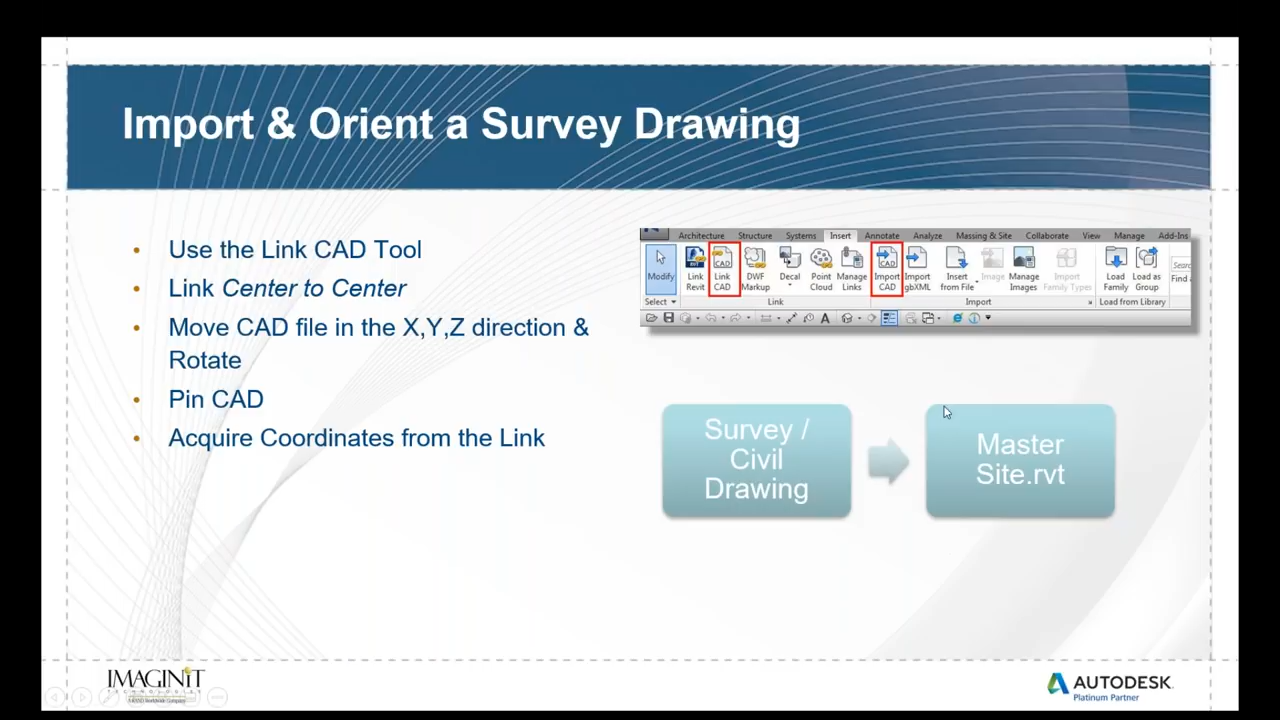 Import & Orient a Survey Drawing
• Use the Link CAD Tool
• Link Center to Center
• Move CAD file in the X,Y,Z direction &
Rotate
• Pin CAD
• Acquire Coordinates from the Link
Architecture Structure Systems Insert Annotate Analyze Massing & Site Collaborate View Manage Add-Ins
Modify Link Revit Link CAD DWF Markup Decal Point Cloud Manage Links Import CAD Import gbXML Insert from File Image Manage Images Import Family Types Load Family Load as Group
Select Link Import Load from Library
Survey /
Civil
Drawing
Master
Site.rvt
IMAGINiT
TECHNOLOGIES
AUTODESK.
Platinum Partner